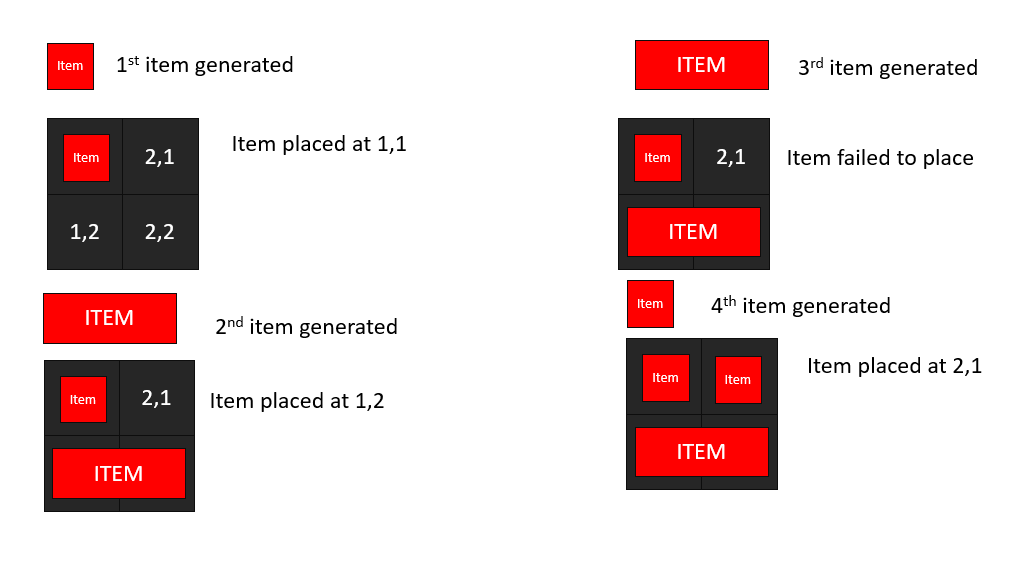 Item
1st item generated
Item
2,1
Item placed at 1,1
1,2
2,2
ITEM
2nd item generated
Item
2,1
Item placed at 1,2
ITEM
ITEM
3rd item generated
Item
2,1
Item failed to place
ITEM
Item
4th item generated
Item
Item
Item placed at 2,1
ITEM